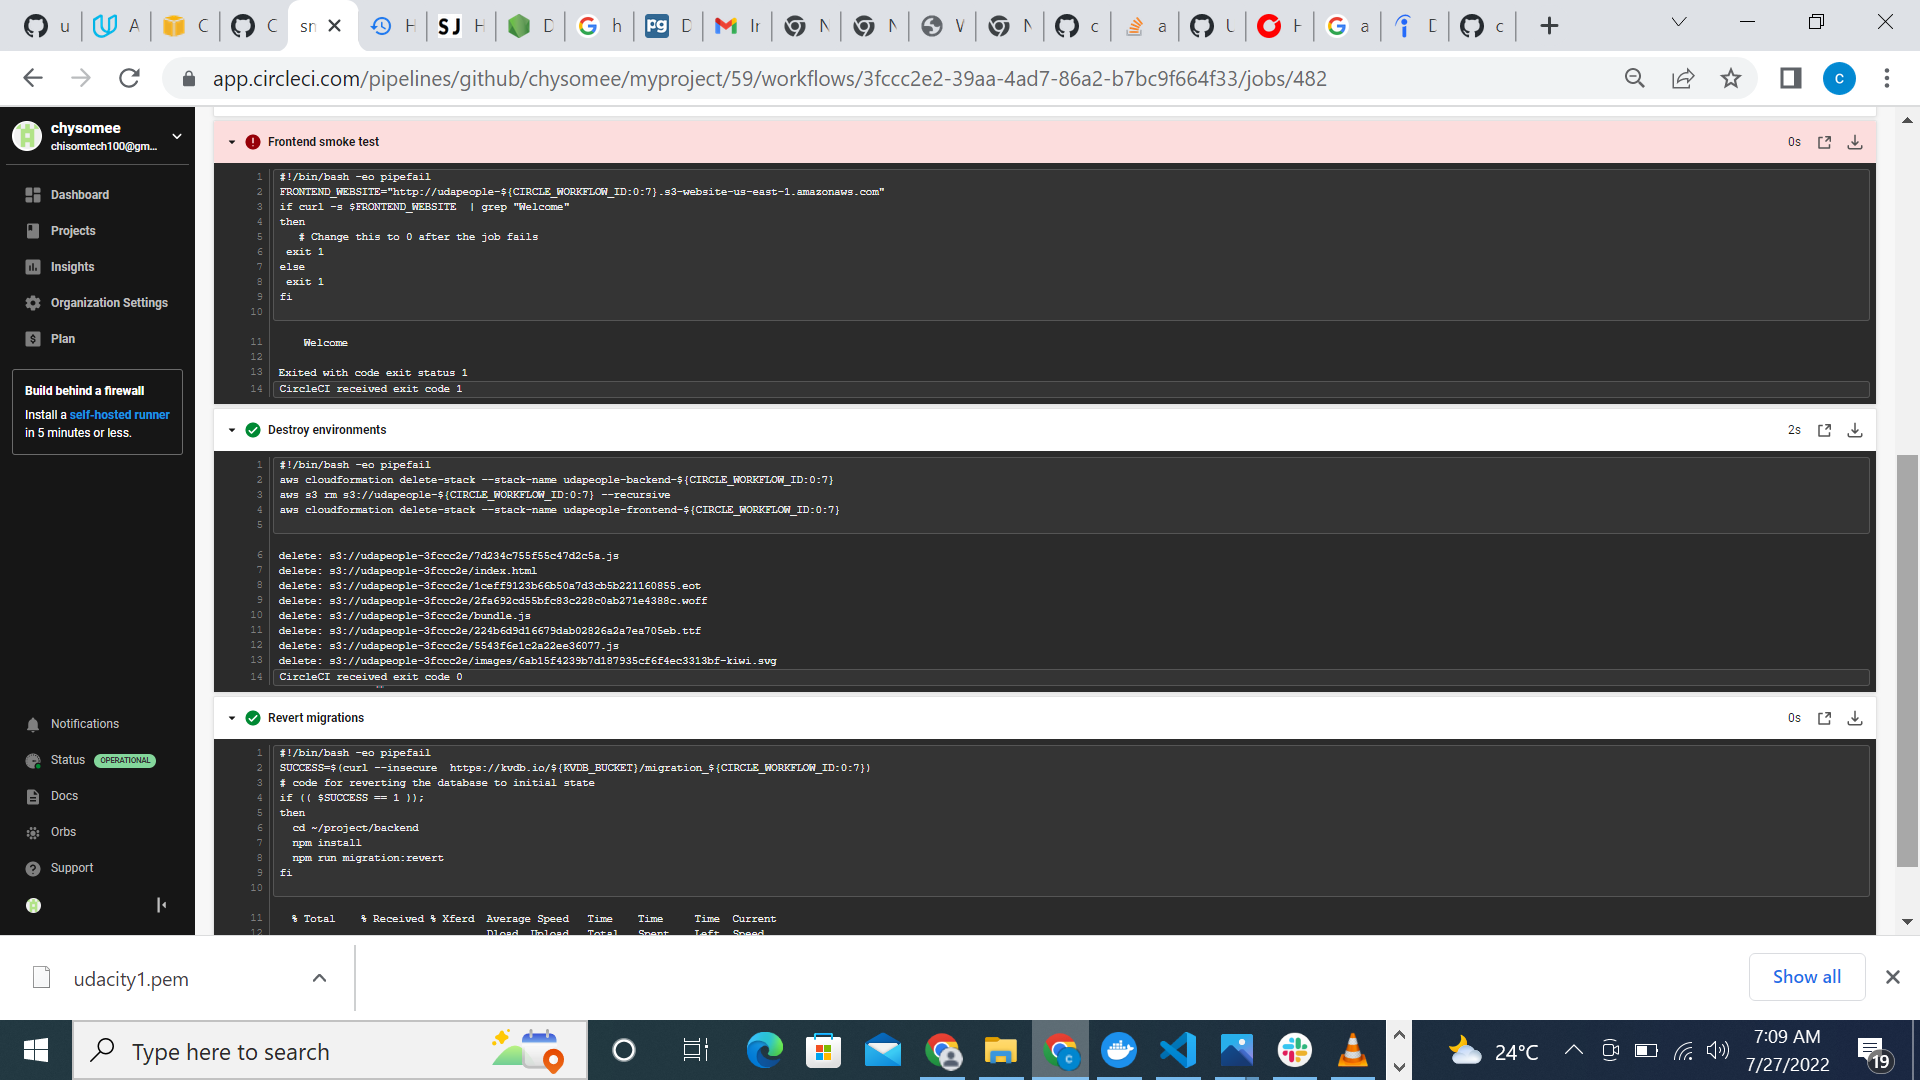 u
A
C
C
sn
H
H
D
h
D
In
N
N
V
N
c
a
U
H
a
D
c
app.circleci.com/pipelines/github/chysomee/myproject/59/workflows/3fccc2e2-39aa-4ad7-86a2-b7bc9f664f33/jobs/482
c
chysomee
chisomtech100@gm...
Dashboard
Projects
Insights
Organization Settings
Plan
Build behind a firewall
Install a self-hosted runner
in 5 minutes or less.
Notifications
Status OPERATIONAL
Docs
Orbs
Support
Frontend smoke test 0s
1 #!/bin/bash -eo pipefail
2 FRONTEND_WEBSITE="http://udapeople-${CIRCLE_WORKFLOW_ID:0:7}.s3-website-us-east-1.amazonaws.com"
3 if curl -s $FRONTEND_WEBSITE | grep "Welcome"
4 then
5 # Change this to 0 after the job fails
6 exit 1
7 else
8 exit 1
9 fi
10
11 Welcome
12
13 Exited with code exit status 1
14 CircleCI received exit code 1
Destroy environments 2s
1 #!/bin/bash -eo pipefail
2 aws cloudformation delete-stack --stack-name udapeople-backend-${CIRCLE_WORKFLOW_ID:0:7}
3 aws s3 rm s3://udapeople-${CIRCLE_WORKFLOW_ID:0:7} --recursive
4 aws cloudformation delete-stack --stack-name udapeople-frontend-${CIRCLE_WORKFLOW_ID:0:7}
5
6 delete: s3://udapeople-3fccc2e/7d234c755f55c47d2c5a.js
7 delete: s3://udapeople-3fccc2e/index.html
8 delete: s3://udapeople-3fccc2e/1ceff9123b66b50a7d3cb5b221160855.eot
9 delete: s3://udapeople-3fccc2e/2fa692cd55bfc83c228c0ab271e4388c.woff
10 delete: s3://udapeople-3fccc2e/bundle.js
11 delete: s3://udapeople-3fccc2e/224b6d9d16679dab02826a2a7ea705eb.ttf
12 delete: s3://udapeople-3fccc2e/5543f6e1c2a22ee36077.js
13 delete: s3://udapeople-3fccc2e/images/6ab15f4239b7d187935cf6f4ec3313bf-kiwi.svg
14 CircleCI received exit code 0
Revert migrations 0s
1 #!/bin/bash -eo pipefail
2 SUCCESS=$(curl --insecure https://kvdb.io/${KVDB_BUCKET}/migration_${CIRCLE_WORKFLOW_ID:0:7})
3 # code for reverting the database to initial state
4 if (( $SUCCESS == 1 ));
5 then
6 cd ~/project/backend
7 npm install
8 npm run migration:revert
9 fi
10
11 % Total % Received % Xferd Average Speed Time Time Time Current
12 Dload Upload Total Spent Left Speed
udacity1.pem
Show all
Type here to search
24°C
7:09 AM
7/27/2022
19